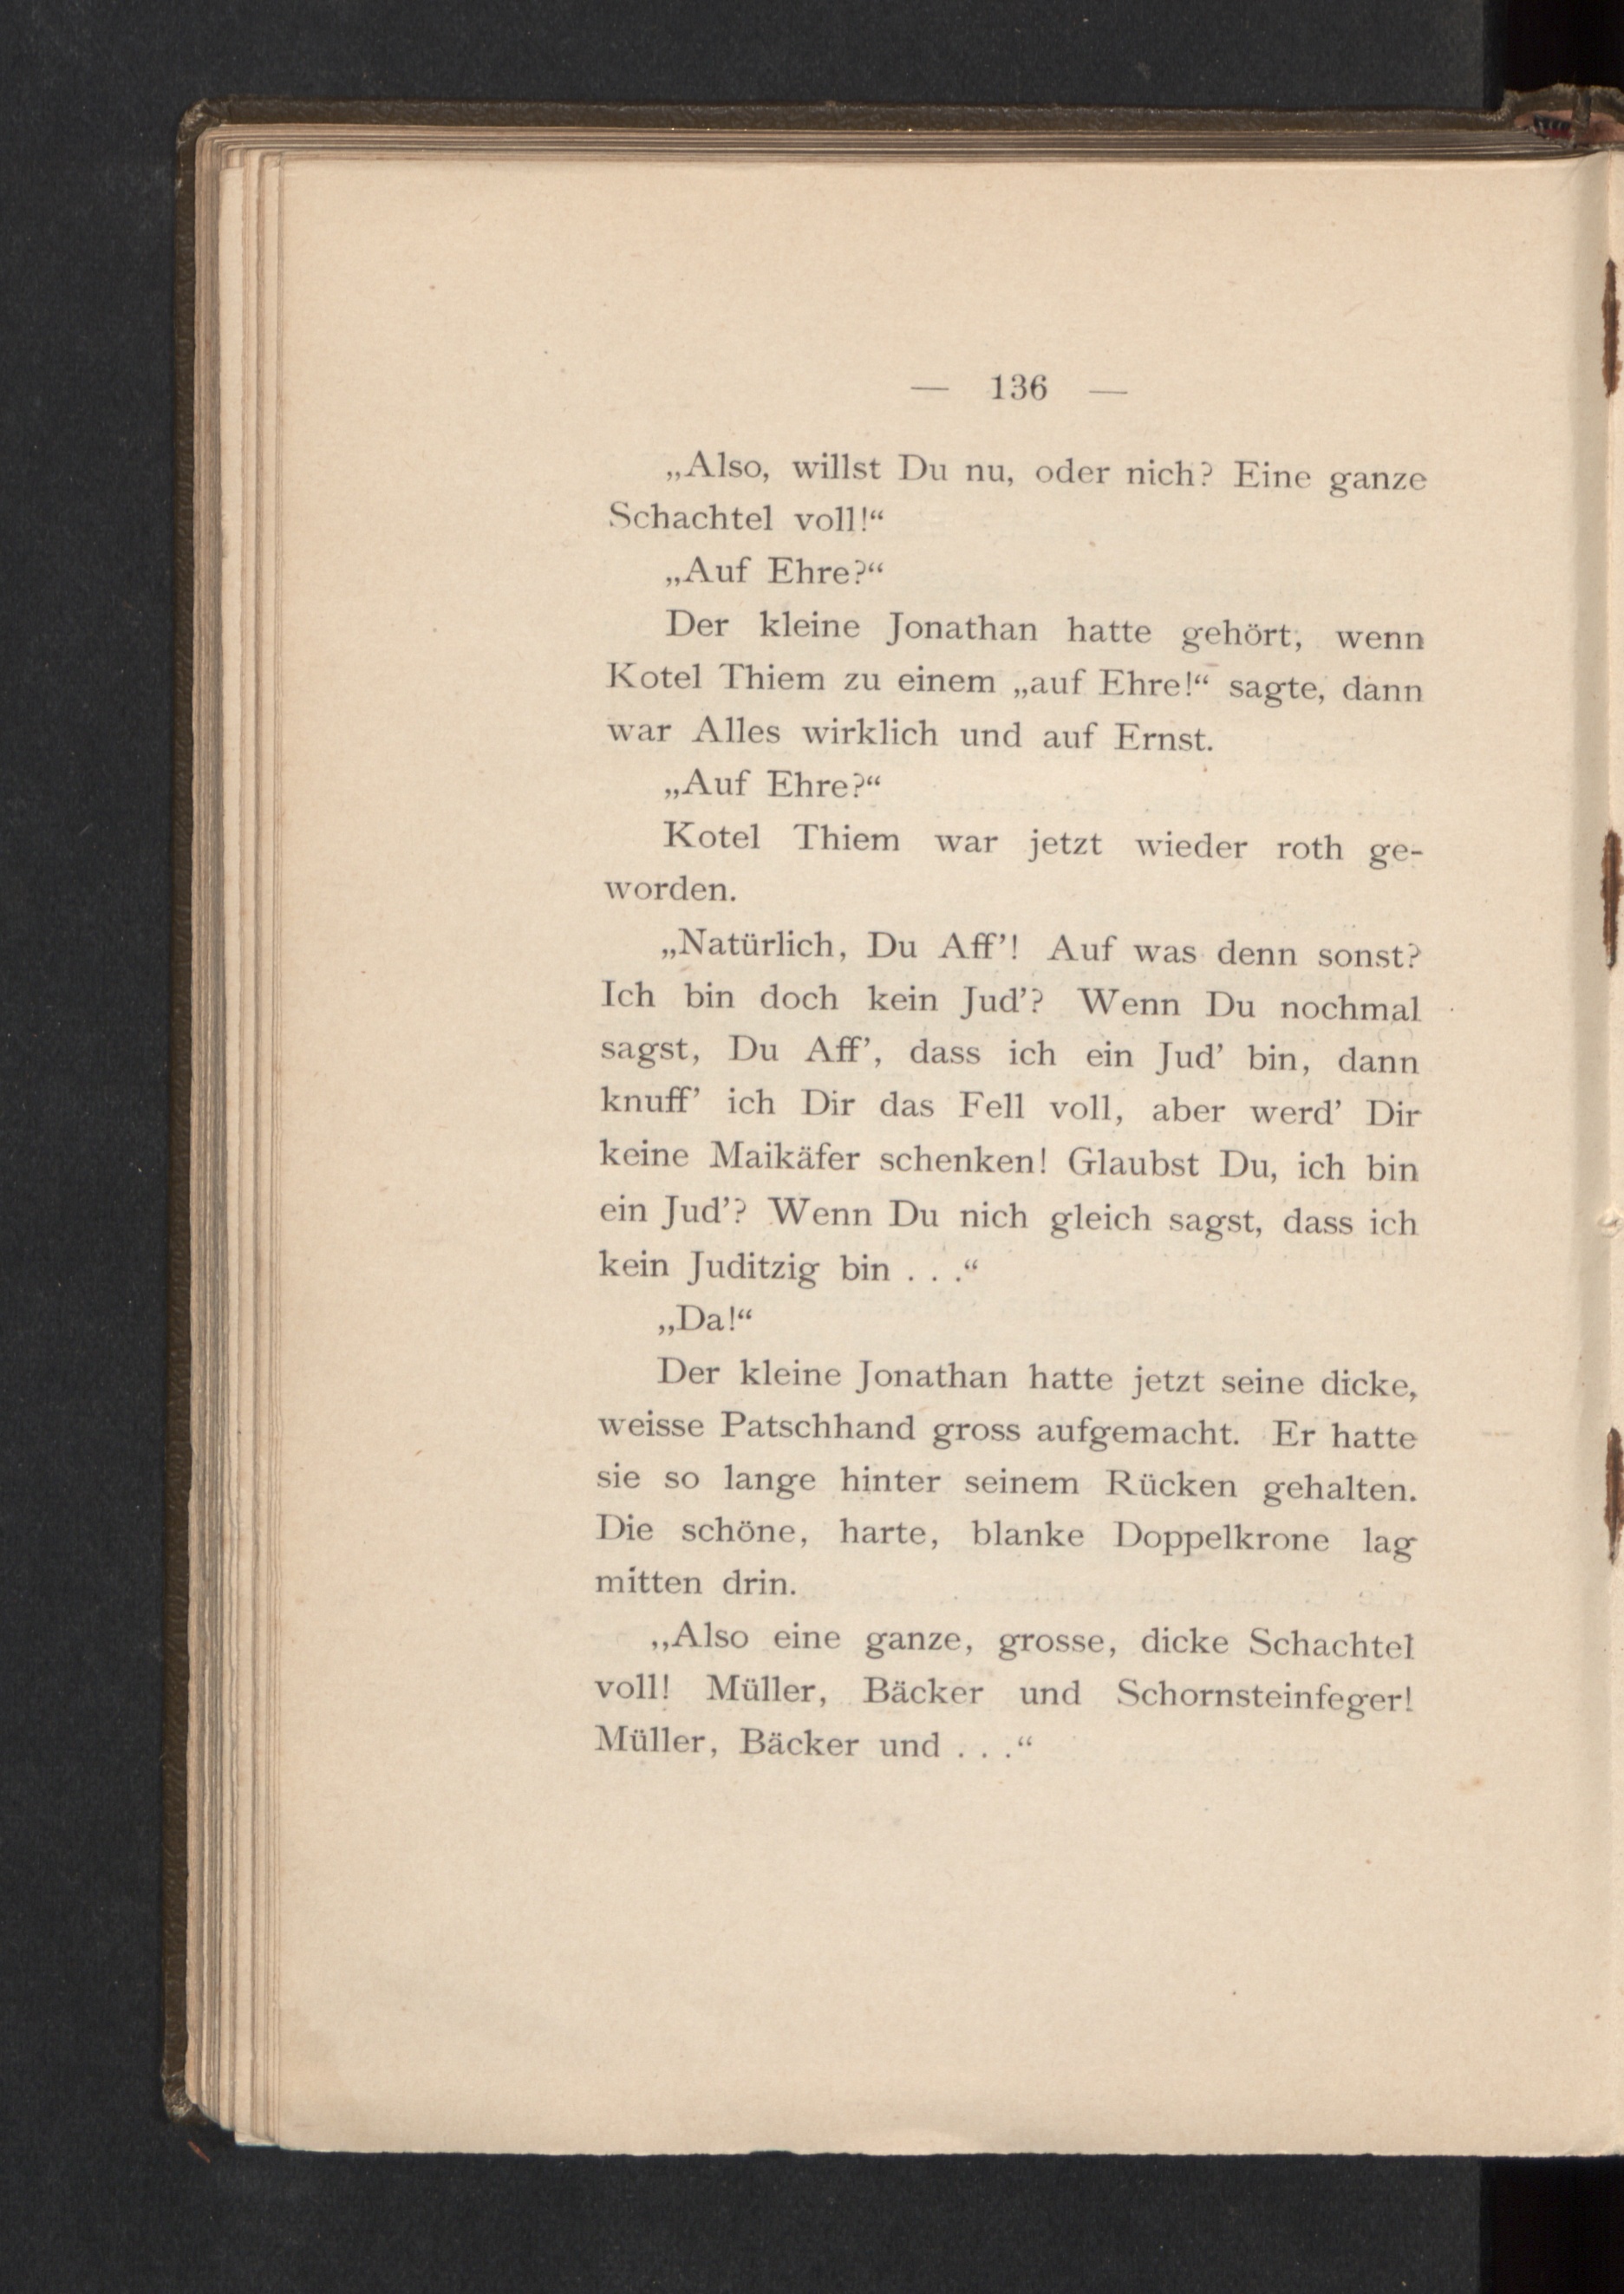 — 136 —
„Also, willst Du nu, oder nich? Eine ganze
Schachtel voll!“
„Auf Ehre?“
Der kleine Jonathan hatte gehört, wenn
Kotel Thiem zu einem „auf Ehre!“ sagte, dann
war Alles wirklich und auf Ernst.
„Auf Ehre?“
Kotel Thiem war jetzt wieder roth ge-
worden.
„Natürlich, Du Aff’! Auf was denn sonst?
Ich bin doch kein Jud’? Wenn Du nochmal
sagst, Du Aff’, dass ich ein Jud’ bin, dann
knuff’ ich Dir das Fell voll, aber werd’ Dir
keine Maikäfer schenken! Glaubst Du, ich bin
ein Jud’? Wenn Du nich gleich sagst, dass ich
kein Juditzig bin . . .“
„Da!“
Der kleine Jonathan hatte jetzt seine dicke,
weisse Patschhand gross aufgemacht. Er hatte
sie so lange hinter seinem Rücken gehalten.
Die schöne, harte, blanke Doppelkrone lag
mitten drin.
„Also eine ganze, grosse, dicke Schachtel
voll! Müller, Bäcker und Schornsteinfeger!
Müller, Bäcker und . . .“